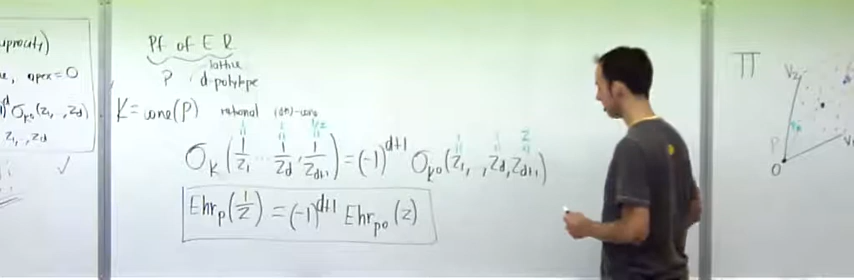 iprocity)
e, apex = 0
)^d σ_{K°}(z_1, .., z_d)
z_1, .., z_d
✓
Pf of E R
P lattice d-polytope
K = cone(P) rational (d+1)-cone
1 1 1/z 1 1 z
σ_K(1/z_1 ... 1/z_d, 1/z_{d+1}) = (-1)^{d+1} σ_{K°}(z_1, .., z_d, z_{d+1})
Ehr_P(1/z) = (-1)^{d+1} Ehr_{P°}(z)
Π
v_2
v_1
0